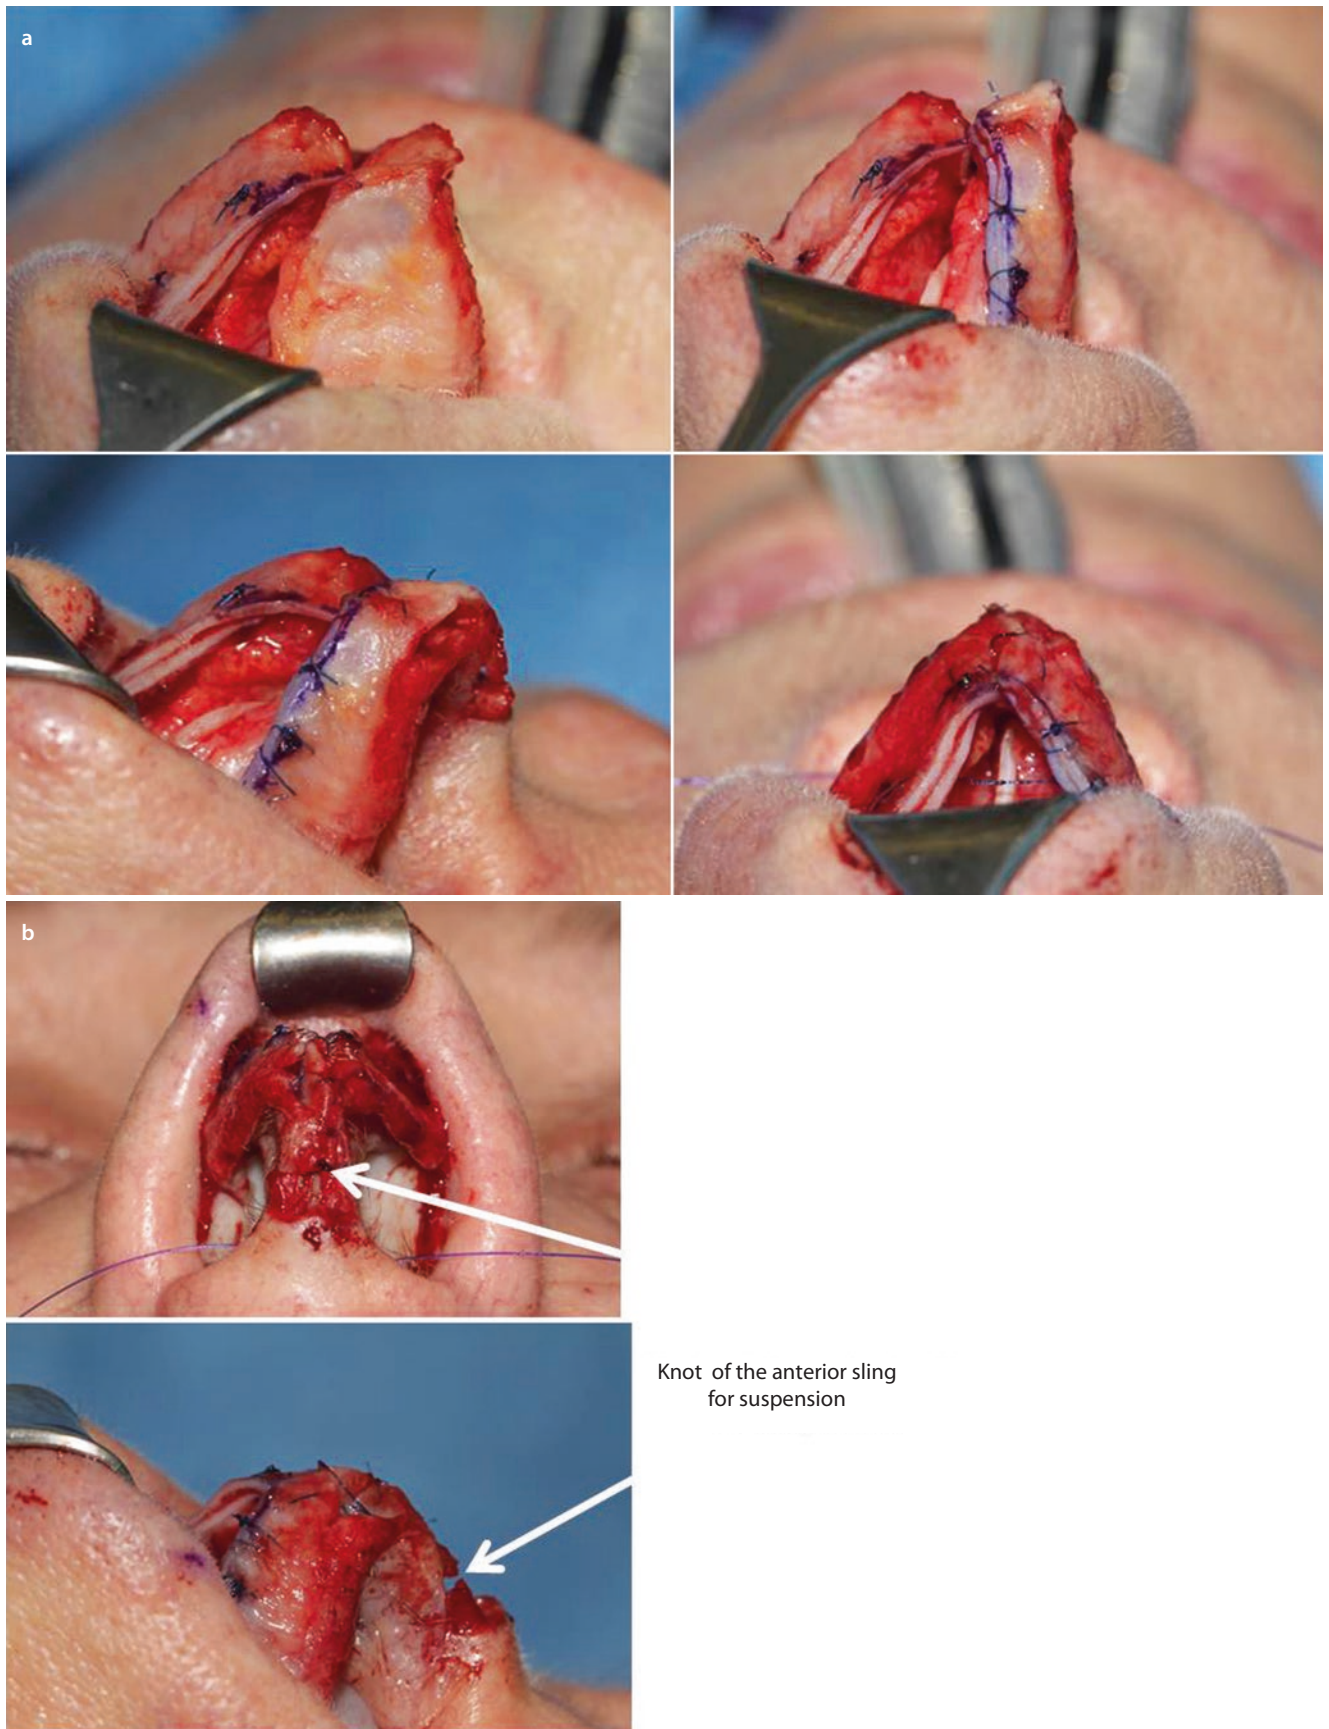 a
b
Knot of the anterior sling
for suspension